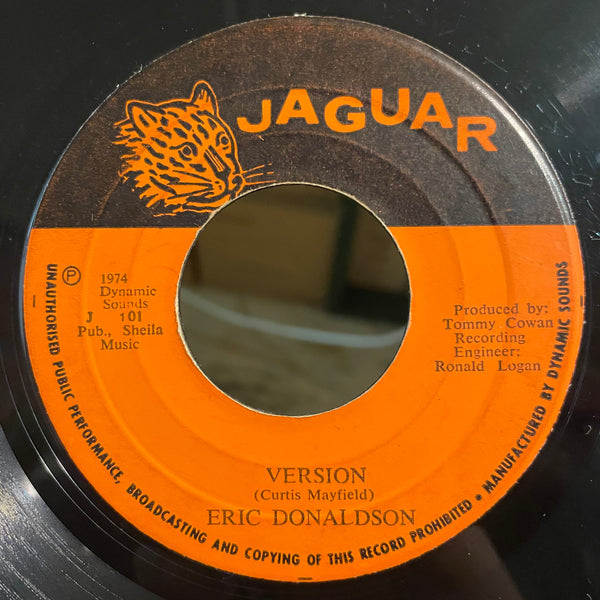 JAGUAR
Ⓟ
1974
Dynamic
Sounds
J 101
Pub., Sheila
Music
Produced by:
Tommy Cowan
Recording
Engineer:
Ronald Logan
VERSION
(Curtis Mayfield)
ERIC DONALDSON
UNAUTHORISED PUBLIC PERFORMANCE, BROADCASTING AND COPYING OF THIS RECORD PROHIBITED • MANUFACTURED BY DYNAMIC SOUNDS